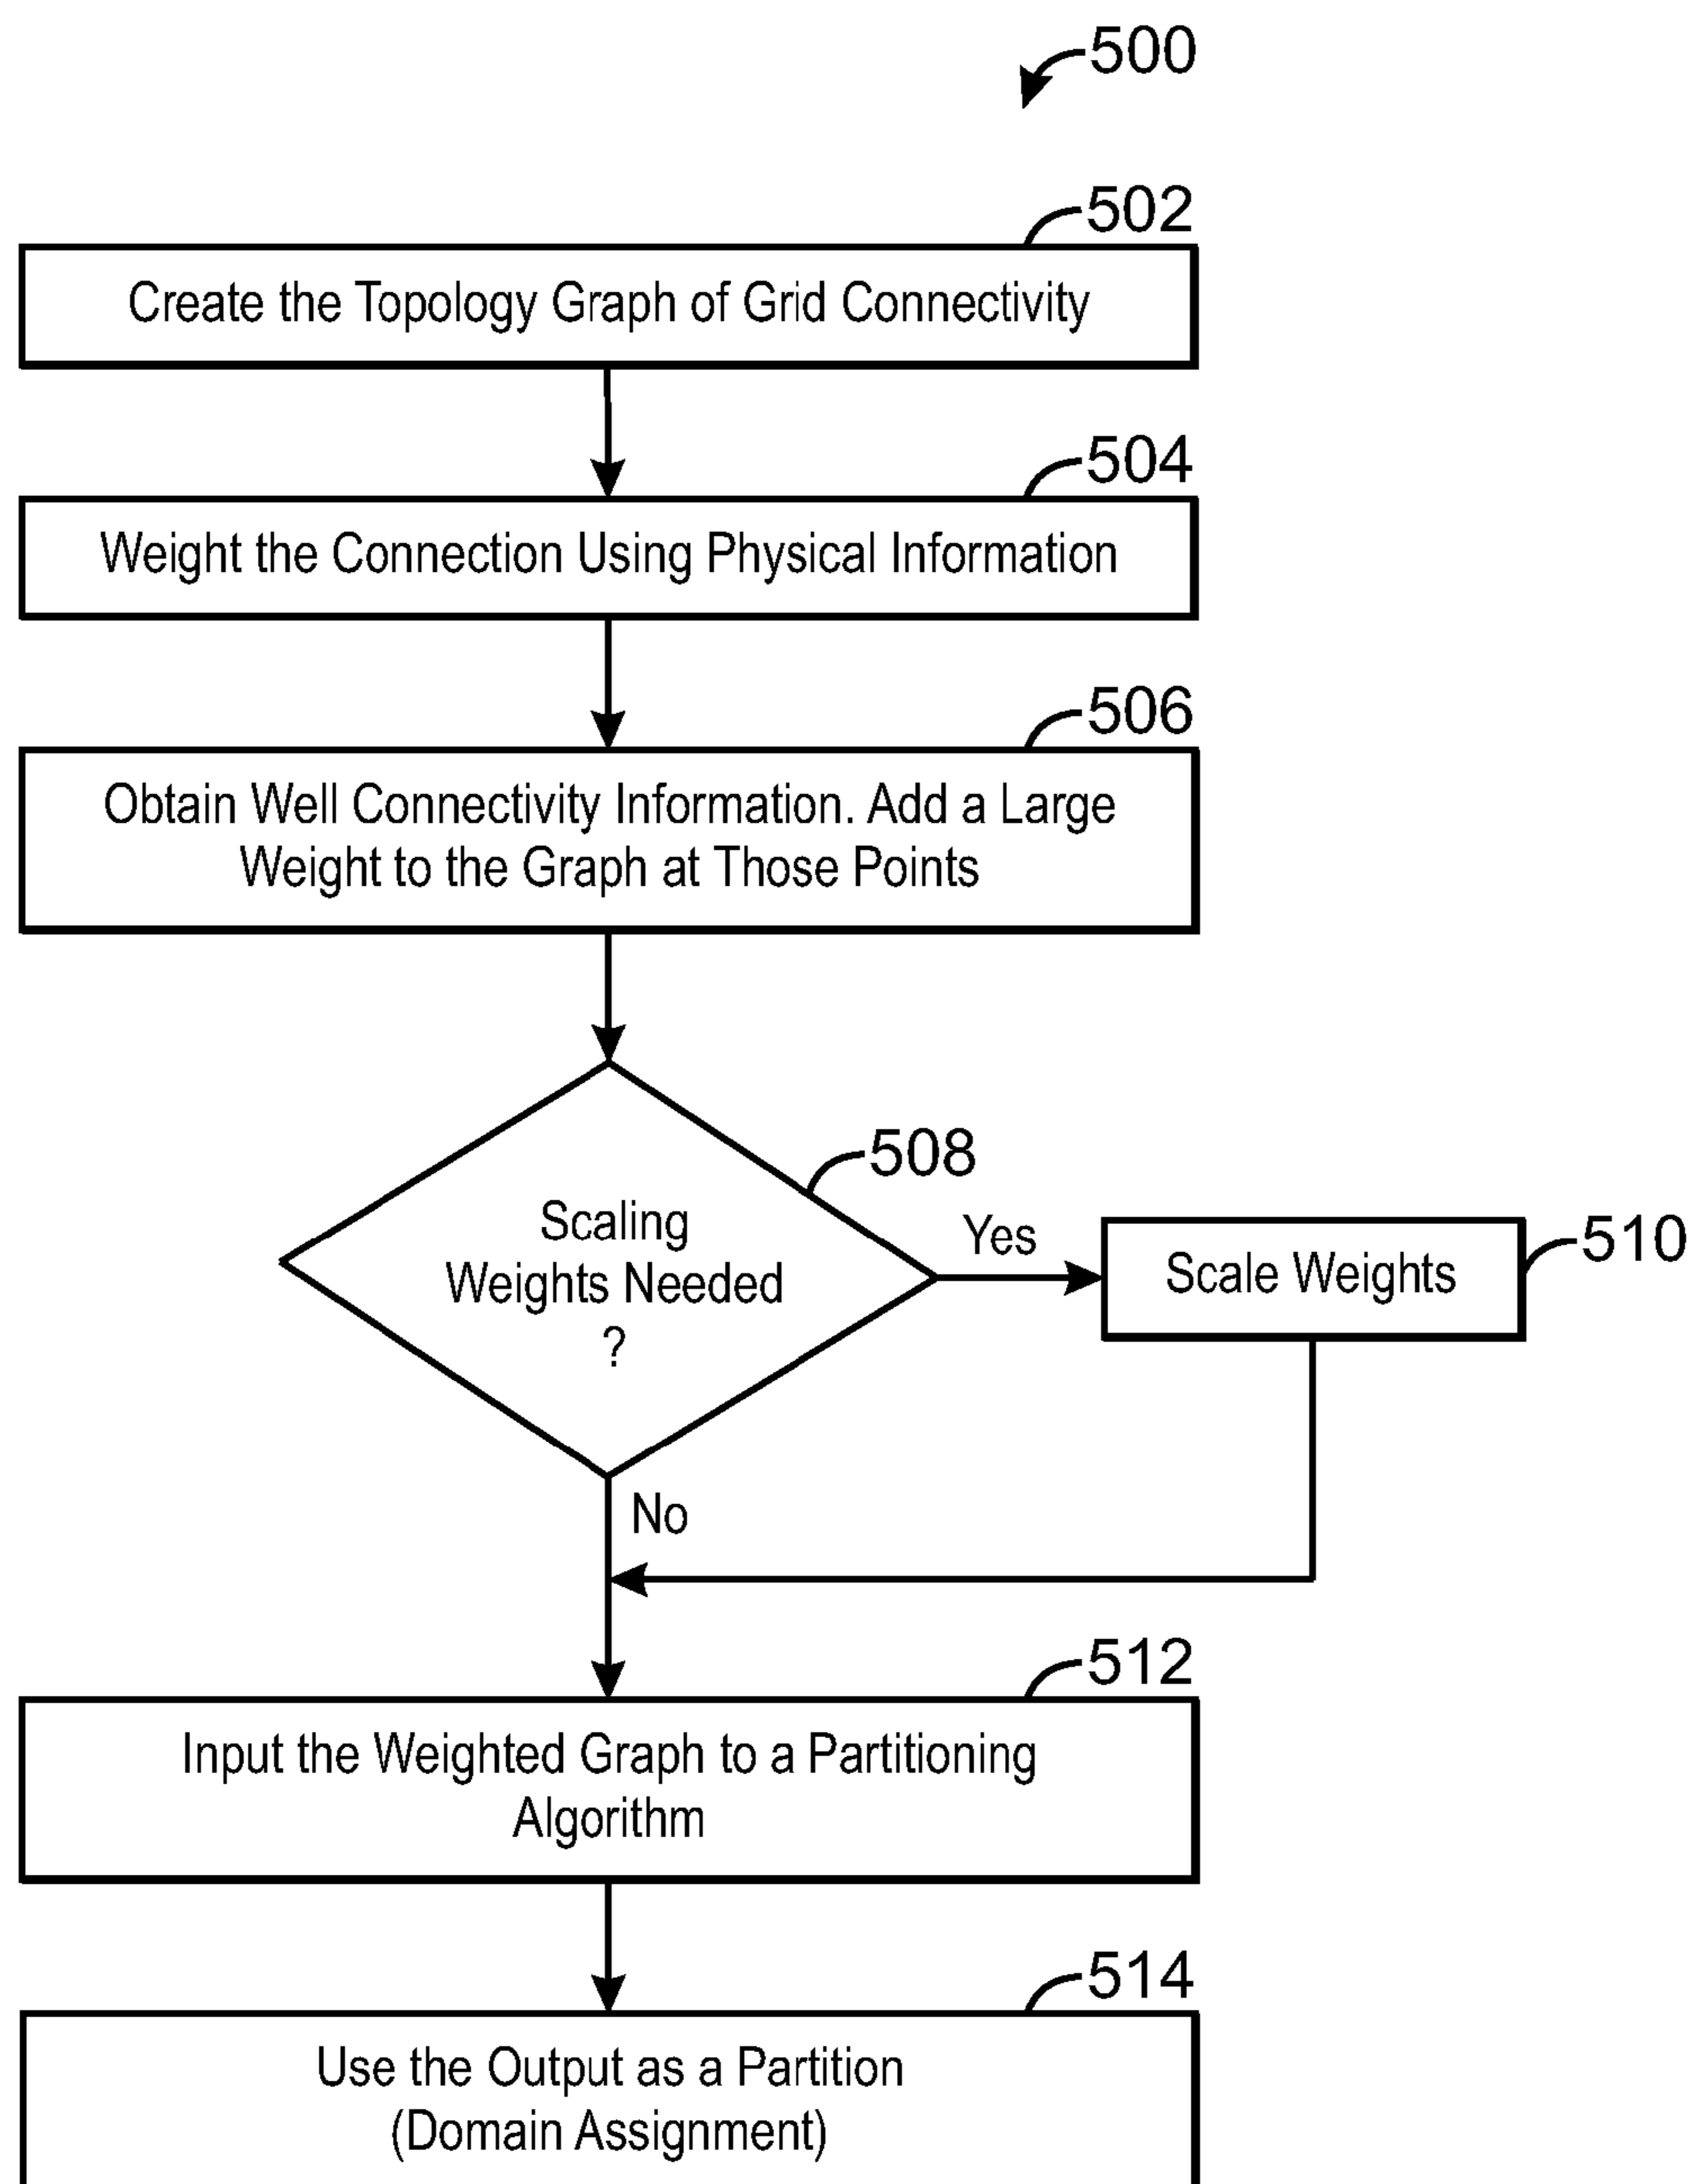 500
502
Create the Topology Graph of Grid Connectivity
504
Weight the Connection Using Physical Information
506
Obtain Well Connectivity Information. Add a Large
Weight to the Graph at Those Points
508
Scaling
Weights Needed
?
Yes
510
Scale Weights
No
512
Input the Weighted Graph to a Partitioning
Algorithm
514
Use the Output as a Partition
(Domain Assignment)